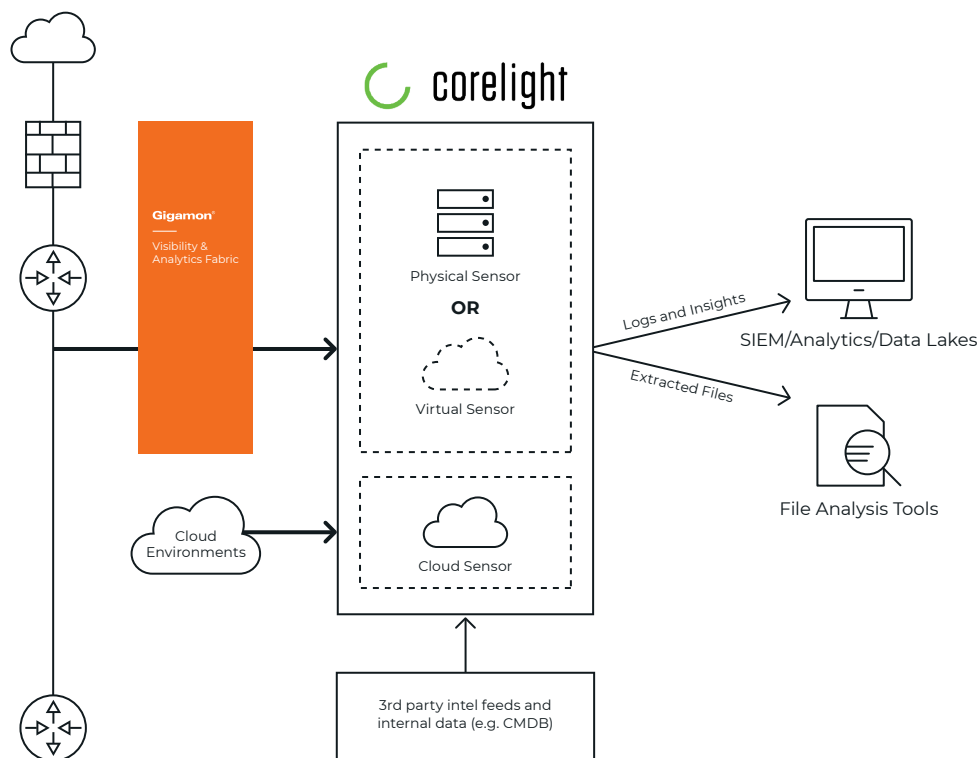 corelight
Gigamon®
Visibility &
Analytics Fabric
Physical Sensor
OR
Virtual Sensor
Logs and Insights
SIEM/Analytics/Data Lakes
Extracted Files
File Analysis Tools
Cloud
Environments
Cloud Sensor
3rd party intel feeds and
internal data (e.g. CMDB)